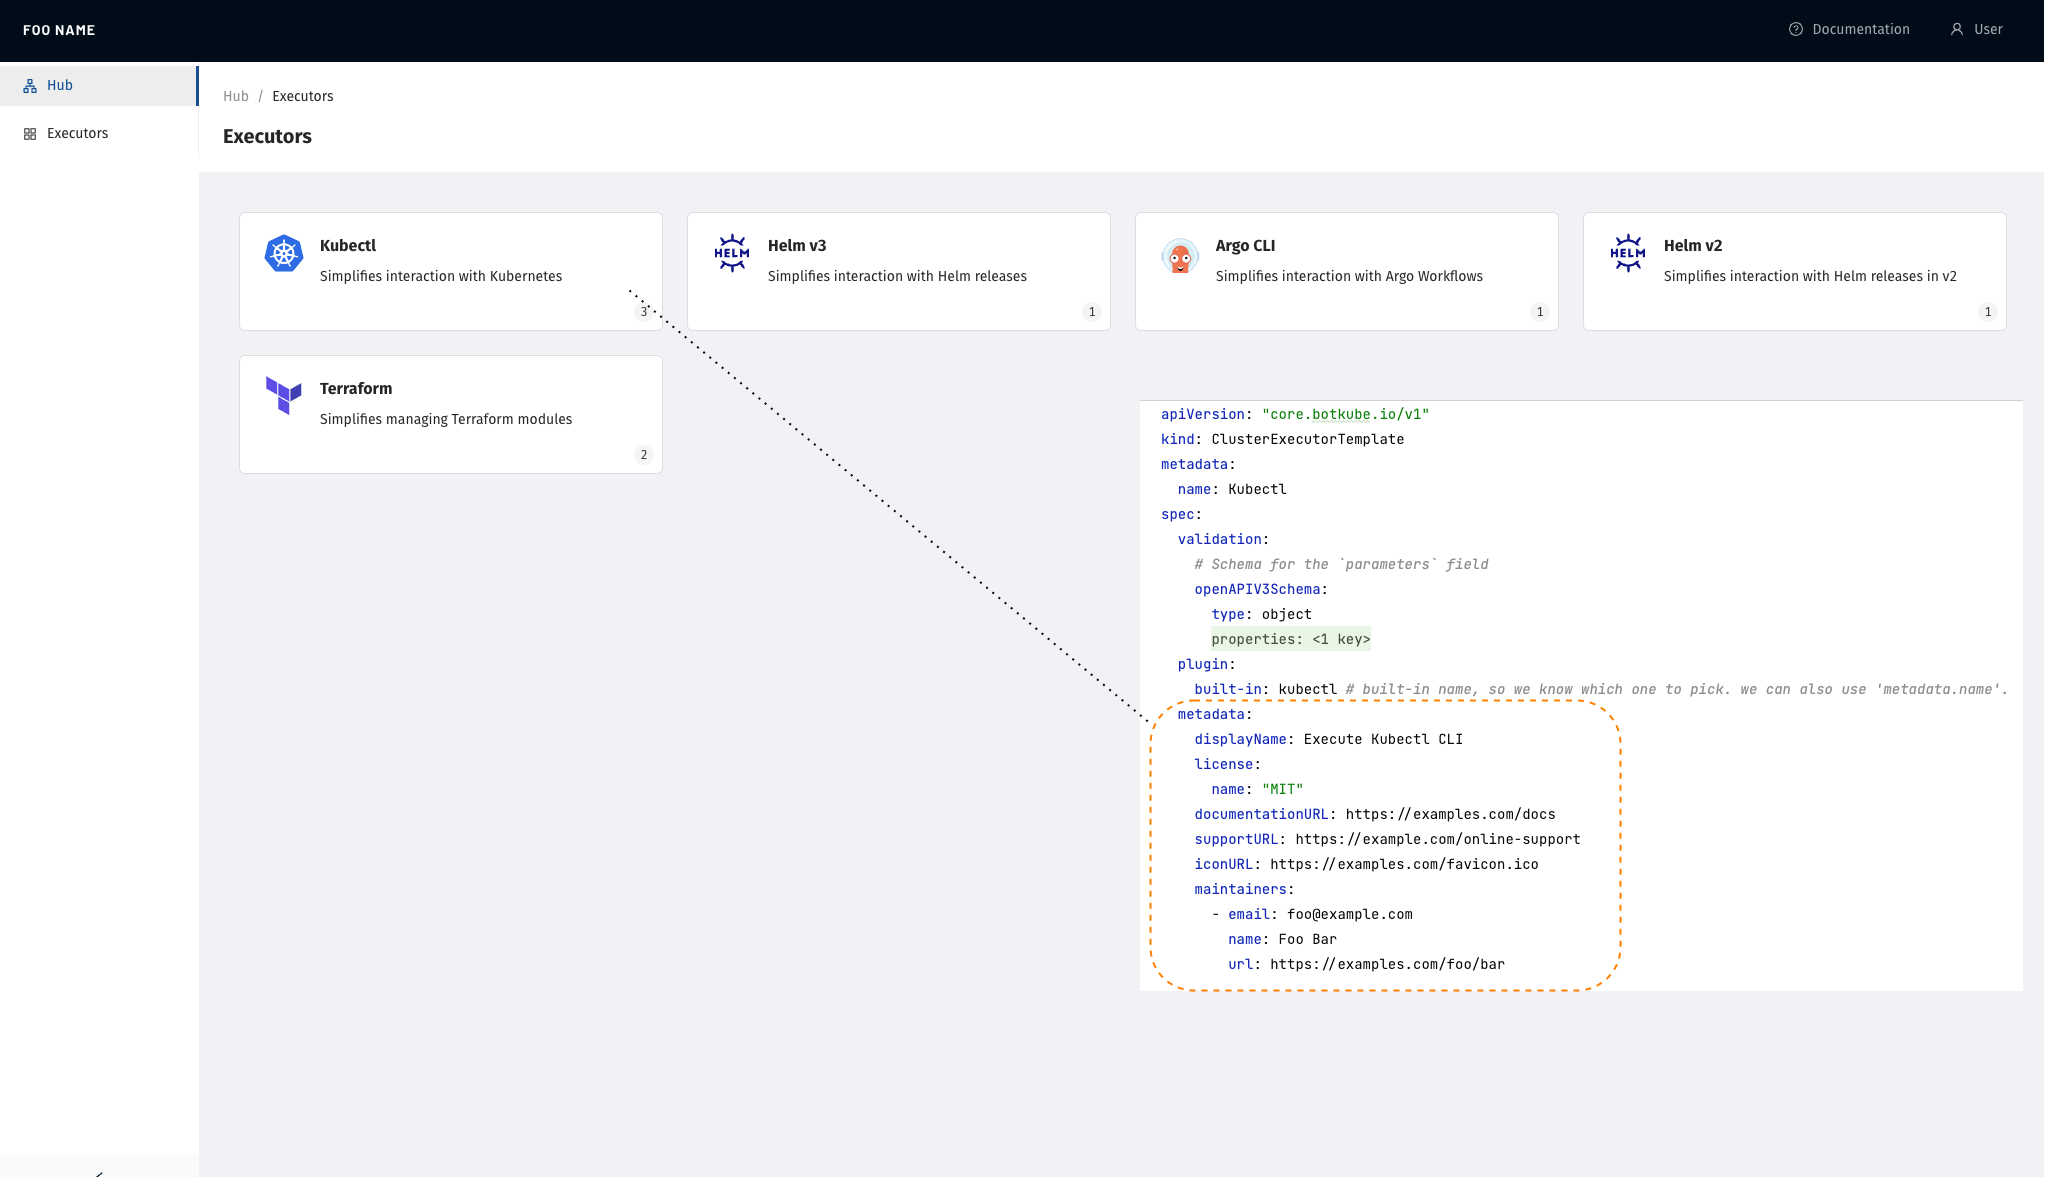 FOO NAME
Documentation
User
Hub
Executors
Hub / Executors
Executors
Kubectl
Simplifies interaction with Kubernetes
3
HELM
Helm v3
Simplifies interaction with Helm releases
1
Argo CLI
Simplifies interaction with Argo Workflows
1
HELM
Helm v2
Simplifies interaction with Helm releases in v2
1
Terraform
Simplifies managing Terraform modules
2
apiVersion: "core.botkube.io/v1"
kind: ClusterExecutorTemplate
metadata:
  name: Kubectl
spec:
  validation:
    # Schema for the `parameters` field
    openAPIV3Schema:
      type: object
      properties: <1 key>
  plugin:
    built-in: kubectl # built-in name, so we know which one to pick. we can also use 'metadata.name'.
  metadata:
    displayName: Execute Kubectl CLI
    license:
      name: "MIT"
    documentationURL: https://examples.com/docs
    supportURL: https://example.com/online-support
    iconURL: https://examples.com/favicon.ico
    maintainers:
      - email: foo@example.com
        name: Foo Bar
        url: https://examples.com/foo/bar